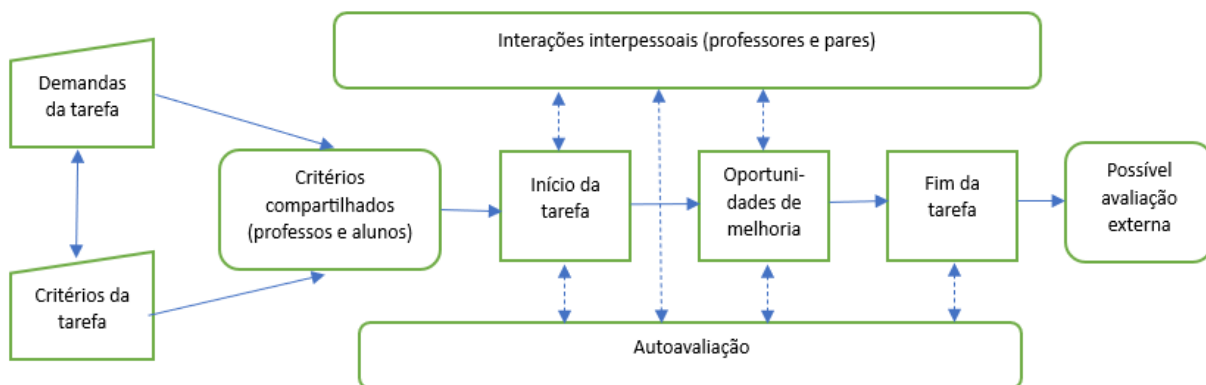 Interações interpessoais (professores e pares)
Demandas
da tarefa
Critérios
compartilhados
(professos e alunos)
Início da
tarefa
Oportuni-
dades de
melhoria
Fim da
tarefa
Possível
avaliação
externa
Critérios da
tarefa
Autoavaliação